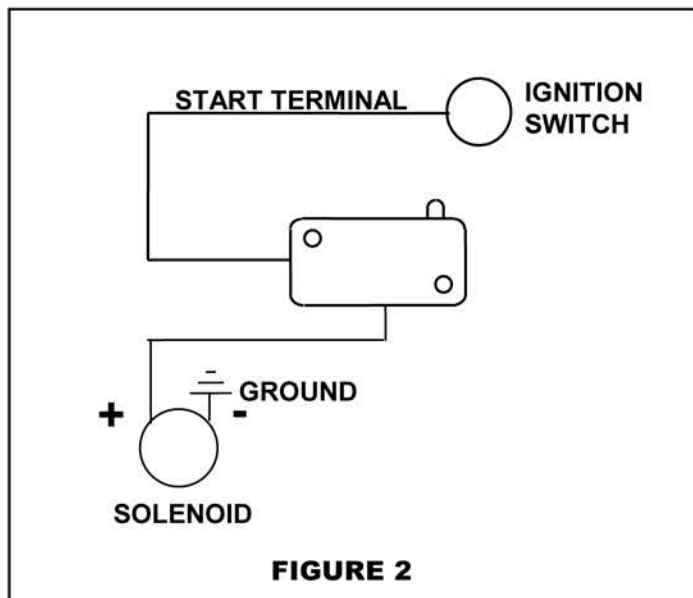 START TERMINAL
IGNITION
SWITCH
GROUND
+
-
SOLENOID
FIGURE 2